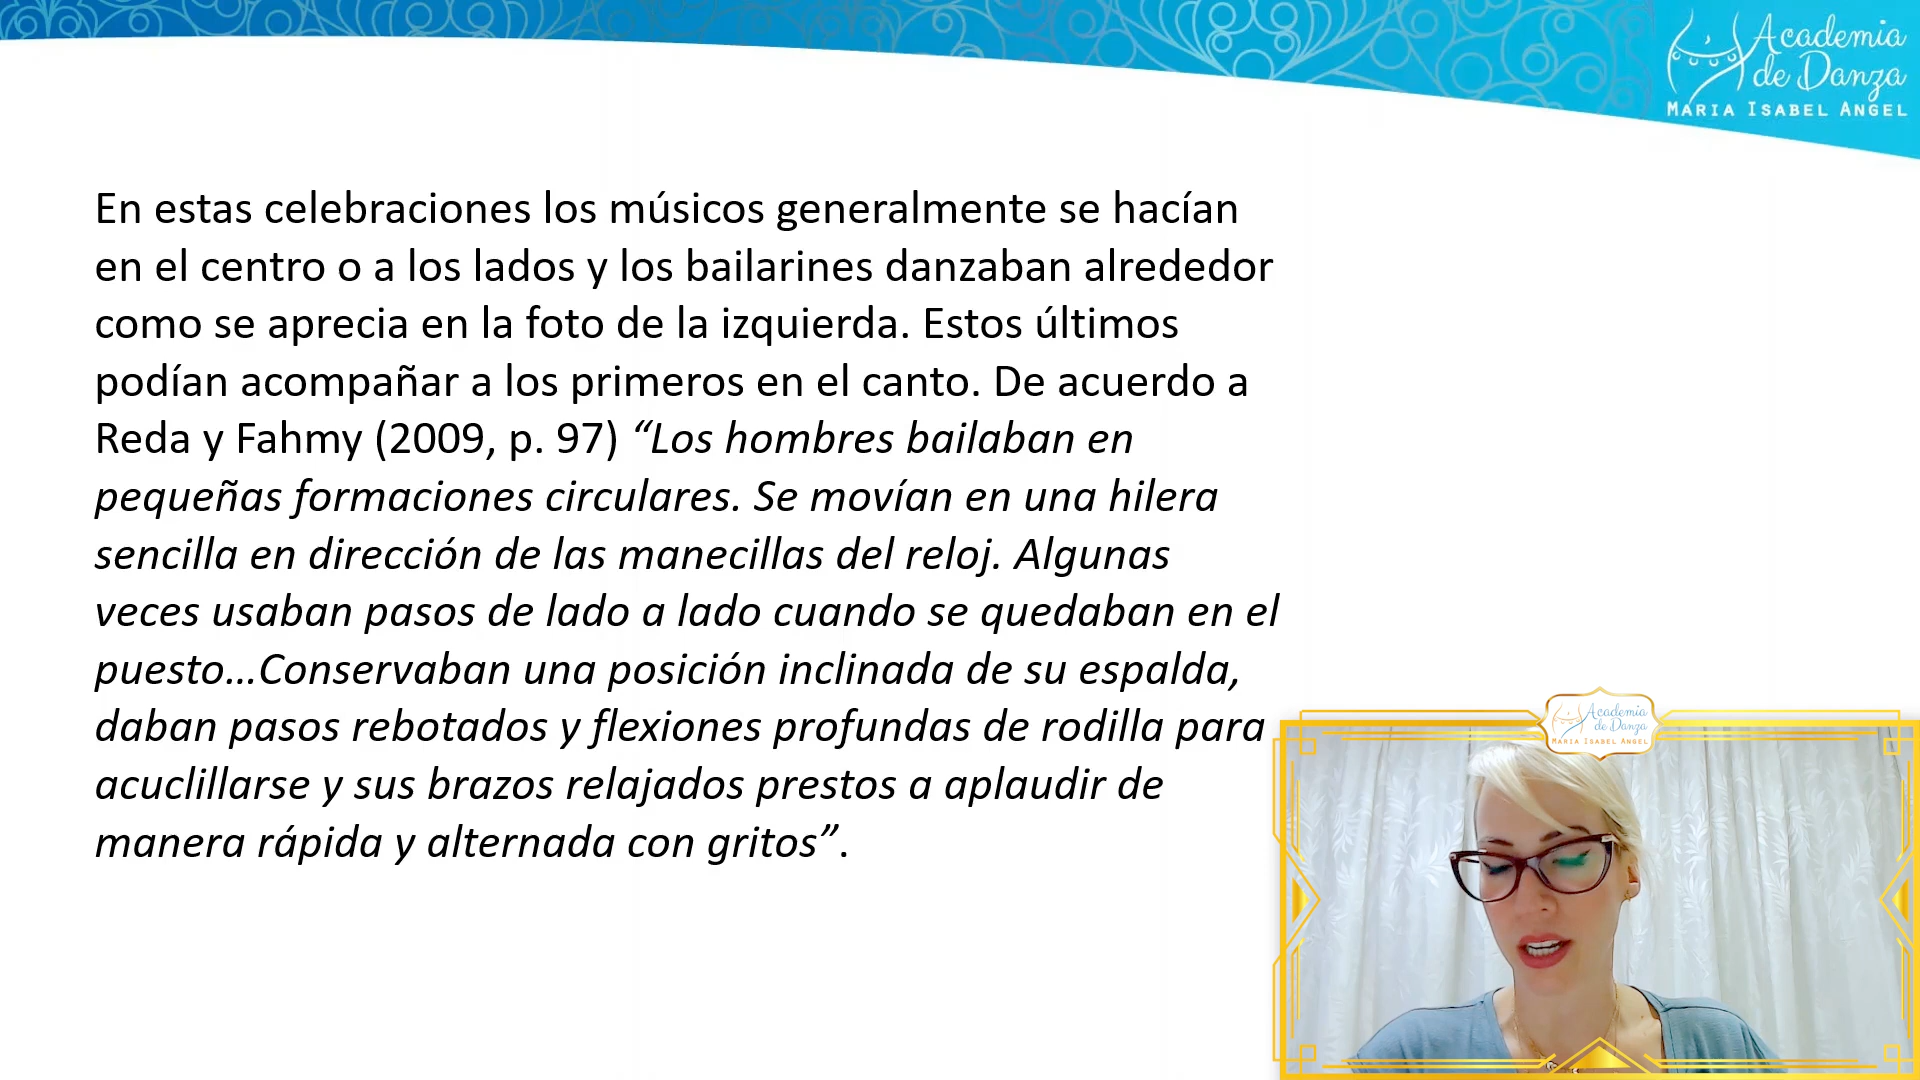 Academia
de Danza
MARIA ISABEL ANGEL
En estas celebraciones los músicos generalmente se hacían
en el centro o a los lados y los bailarines danzaban alrededor
como se aprecia en la foto de la izquierda. Estos últimos
podían acompañar a los primeros en el canto. De acuerdo a
Reda y Fahmy (2009, p. 97) “Los hombres bailaban en
pequeñas formaciones circulares. Se movían en una hilera
sencilla en dirección de las manecillas del reloj. Algunas
veces usaban pasos de lado a lado cuando se quedaban en el
puesto…Conservaban una posición inclinada de su espalda,
daban pasos rebotados y flexiones profundas de rodilla para
acuclillarse y sus brazos relajados prestos a aplaudir de
manera rápida y alternada con gritos”.
Academia
de Danza
MARIA ISABEL ANGEL